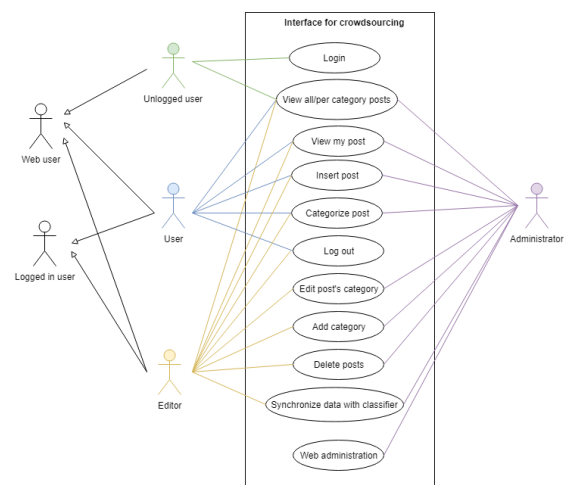 Interface for crowdsourcing
Login
Unlogged user
View all/per category posts
View my post
Web user
Insert post
Categorize post
User
Administrator
Log out
Logged in user
Edit post's category
Add category
Delete posts
Editor
Synchronize data with classifier
Web administration